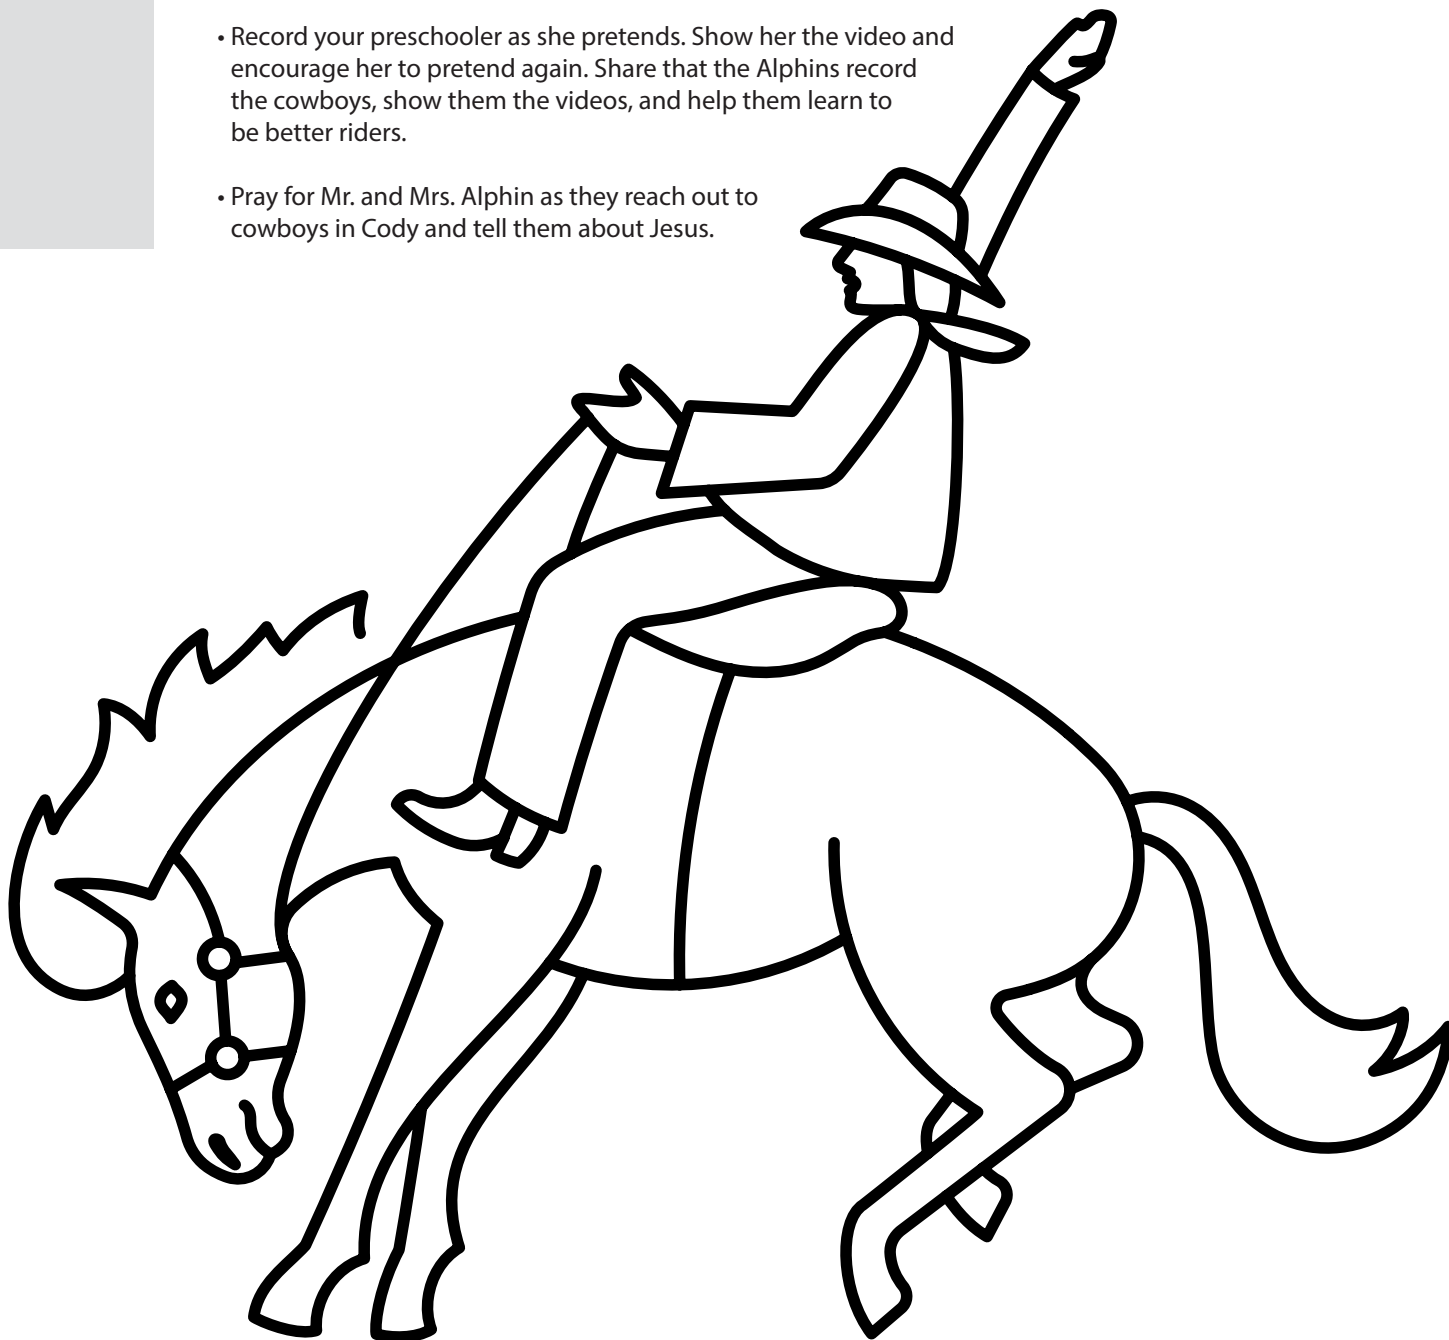 • Record your preschooler as she pretends. Show her the video and
encourage her to pretend again. Share that the Alphins record
the cowboys, show them the videos, and help them learn to
be better riders.
• Pray for Mr. and Mrs. Alphin as they reach out to
cowboys in Cody and tell them about Jesus.